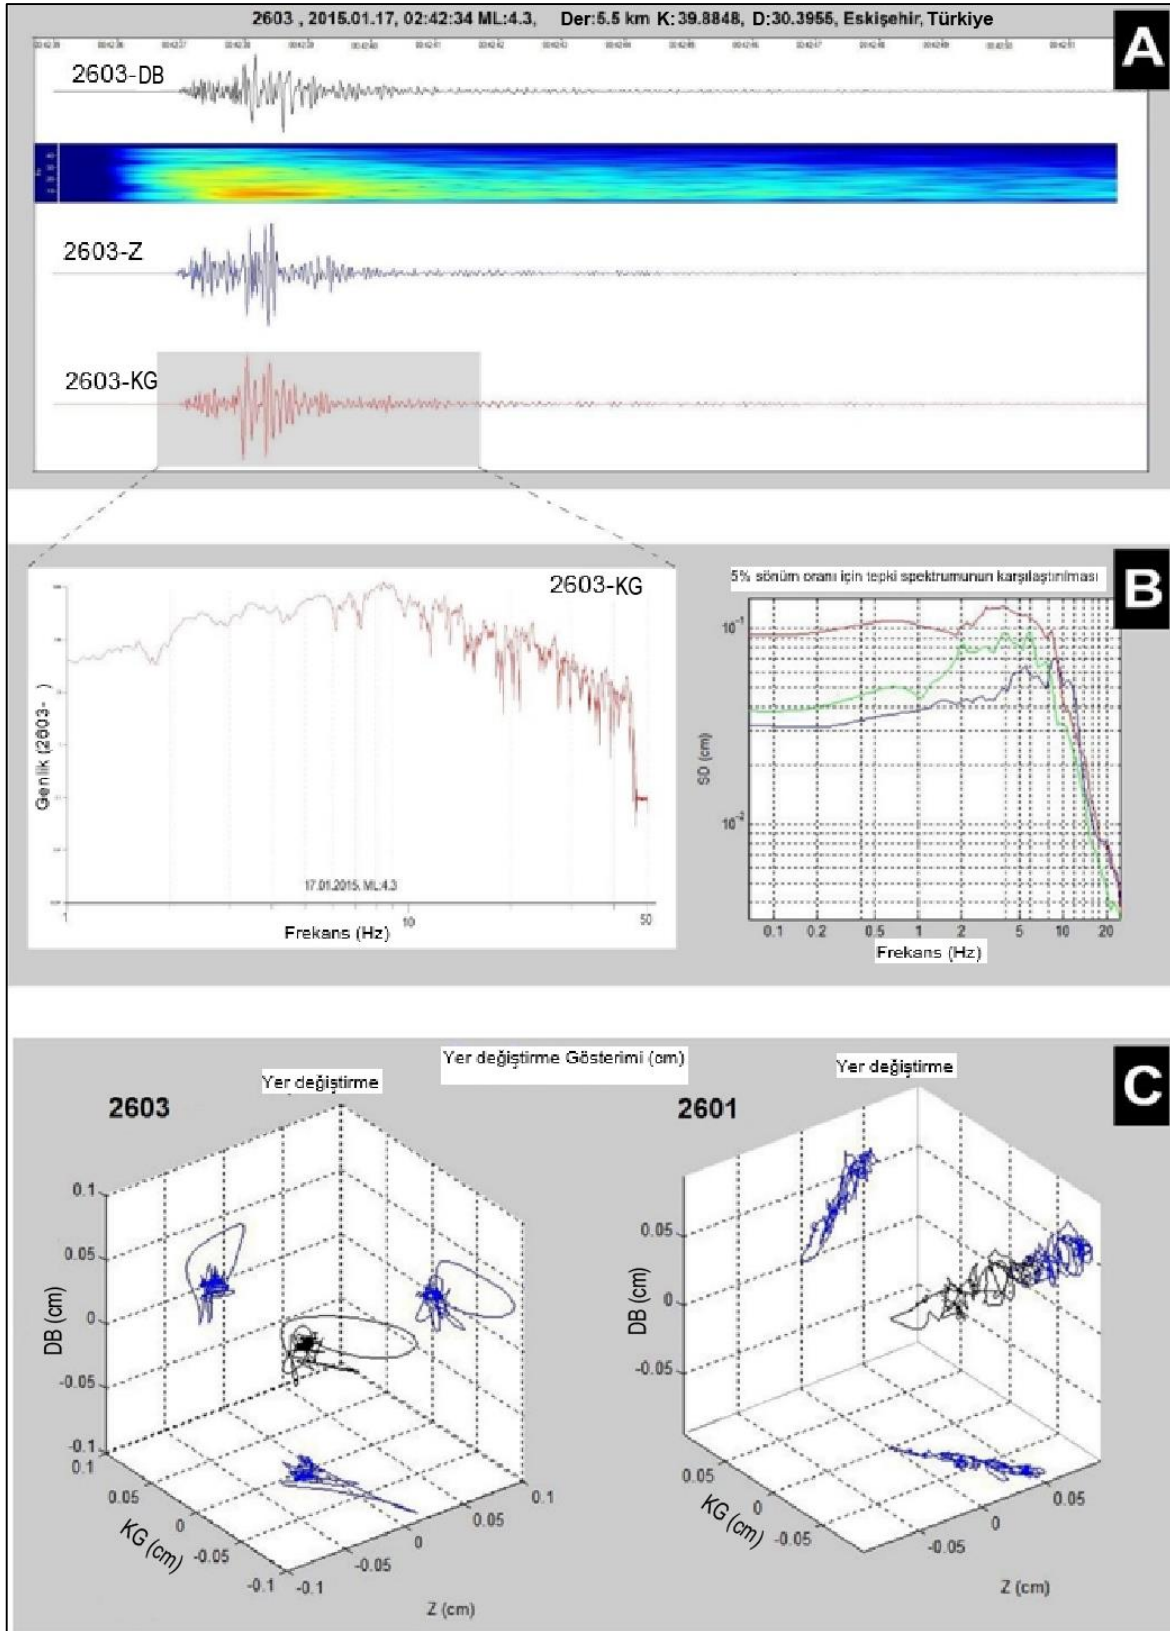 2603 , 2015.01.17, 02:42:34 ML:4.3, Der:5.5 km K:39.8848, D:30.3955, Eskişehir, Türkiye
A
2603-DB
2603-Z
2603-KG
B
2603-KG
Genlik (2603- )
17.01.2015, ML:4.3
1 10 50
Frekans (Hz)
5% sönüm oranı için tepki spektrumunun karşılaştırılması
SD (cm)
10⁻¹
10⁻²
0.1 0.2 0.5 1 2 5 10 20
Frekans (Hz)
C
Yer değiştirme Gösterimi (cm)
Yer değiştirme
2603
DB (cm)
0.1
0.05
0
-0.05
-0.1
0.1
0.05
0
-0.05
-0.1
KG (cm)
-0.1
-0.05
0
0.05
0.1
Z (cm)
Yer değiştirme
2601
DB (cm)
0.05
0
-0.05
0.05
0
-0.05
KG (cm)
-0.05
0
0.05
Z (cm)